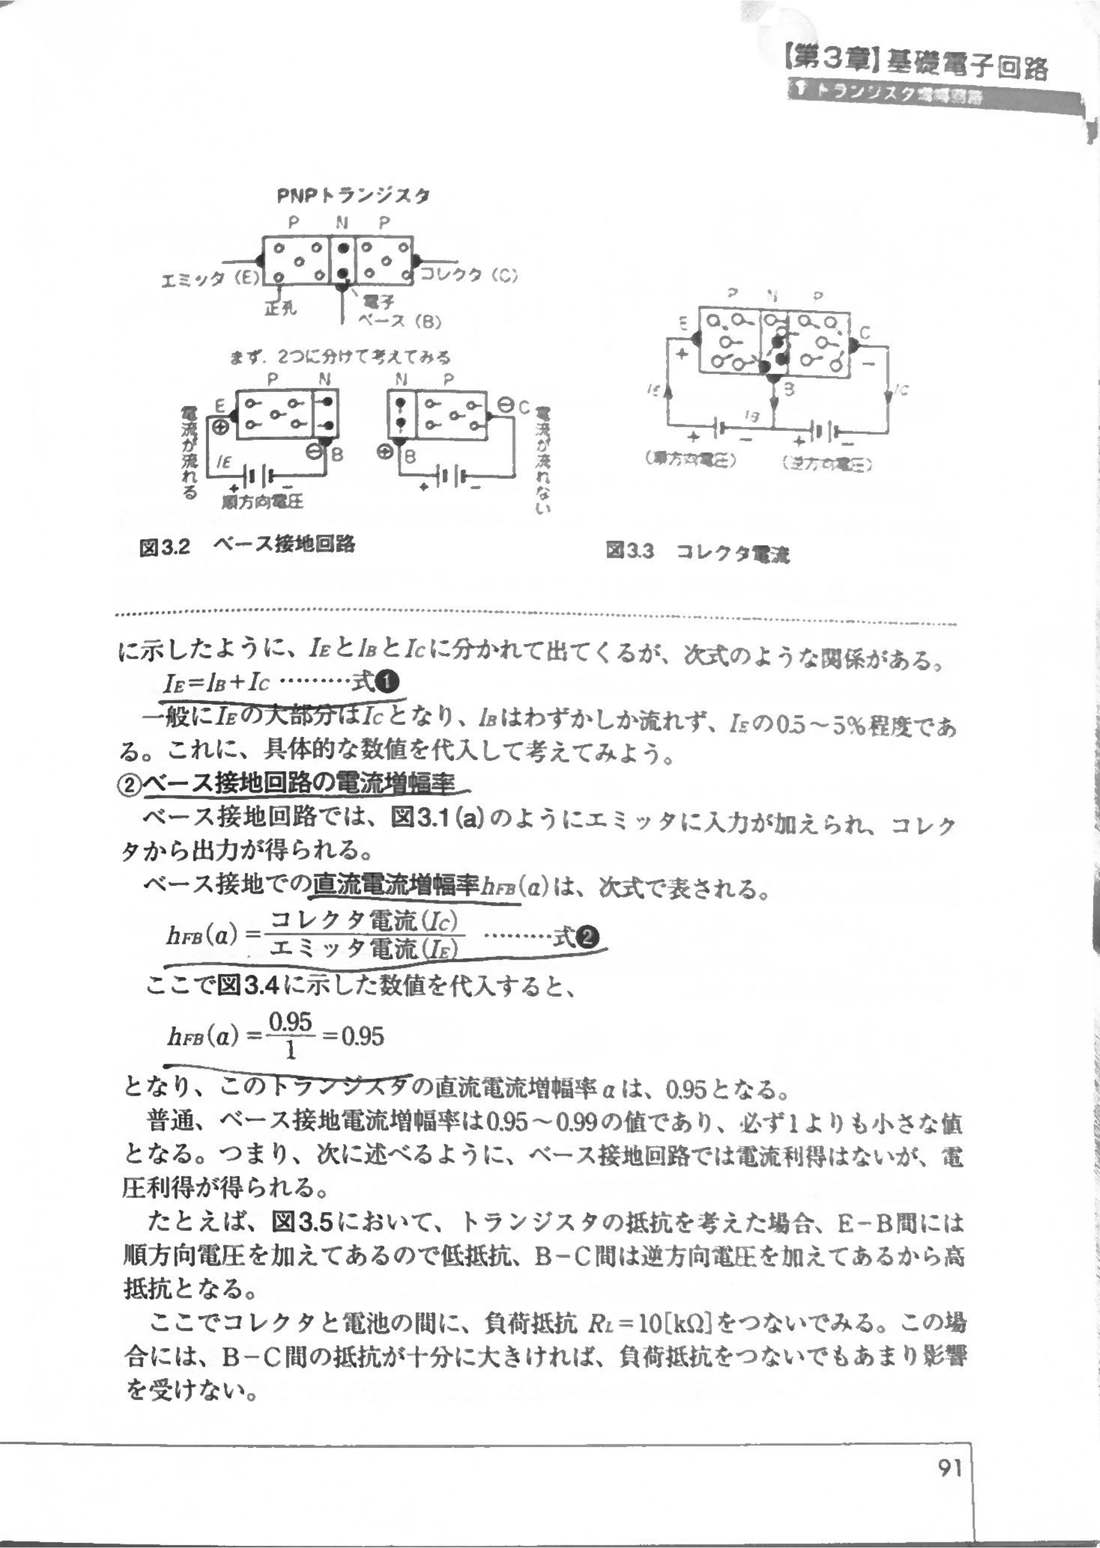 【第3章】基礎電子回路
1 トランジスタ増幅回路
PNPトランジスタ
P N P
エミッタ (E)
コレクタ (C)
正孔
電子
ベース (B)
まず、2つに分けて考えてみる
P N
N P
電流が流れる
E
⊕
IE
⊖ B
+ -
順方向電圧
⊖ C
⊕ B
+ -
電流が流れない
図3.2 ベース接地回路
P N P
E
C
+
-
B
IE
IB
IC
+ -
+ -
(順方向電圧)
(逆方向電圧)
図3.3 コレクタ電流
に示したように、IEとIBとICに分かれて出てくるが、次式のような関係がある。
IE=IB+IC ………式❶
一般にIEの大部分はICとなり、IBはわずかしか流れず、IEの0.5～5%程度であ
る。これに、具体的な数値を代入して考えてみよう。
②ベース接地回路の電流増幅率
ベース接地回路では、図3.1(a)のようにエミッタに入力が加えられ、コレク
タから出力が得られる。
ベース接地での直流電流増幅率hFB(α)は、次式で表される。
hFB(α)=コレクタ電流(IC)/エミッタ電流(IE) ………式❷
ここで図3.4に示した数値を代入すると、
hFB(α)=0.95/1=0.95
となり、このトランジスタの直流電流増幅率αは、0.95となる。
普通、ベース接地電流増幅率は0.95～0.99の値であり、必ず1よりも小さな値
となる。つまり、次に述べるように、ベース接地回路では電流利得はないが、電
圧利得が得られる。
たとえば、図3.5において、トランジスタの抵抗を考えた場合、E－B間には
順方向電圧を加えてあるので低抵抗、B－C間は逆方向電圧を加えてあるから高
抵抗となる。
ここでコレクタと電池の間に、負荷抵抗 RL=10[kΩ]をつないでみる。この場
合には、B－C間の抵抗が十分に大きければ、負荷抵抗をつないでもあまり影響
を受けない。
91